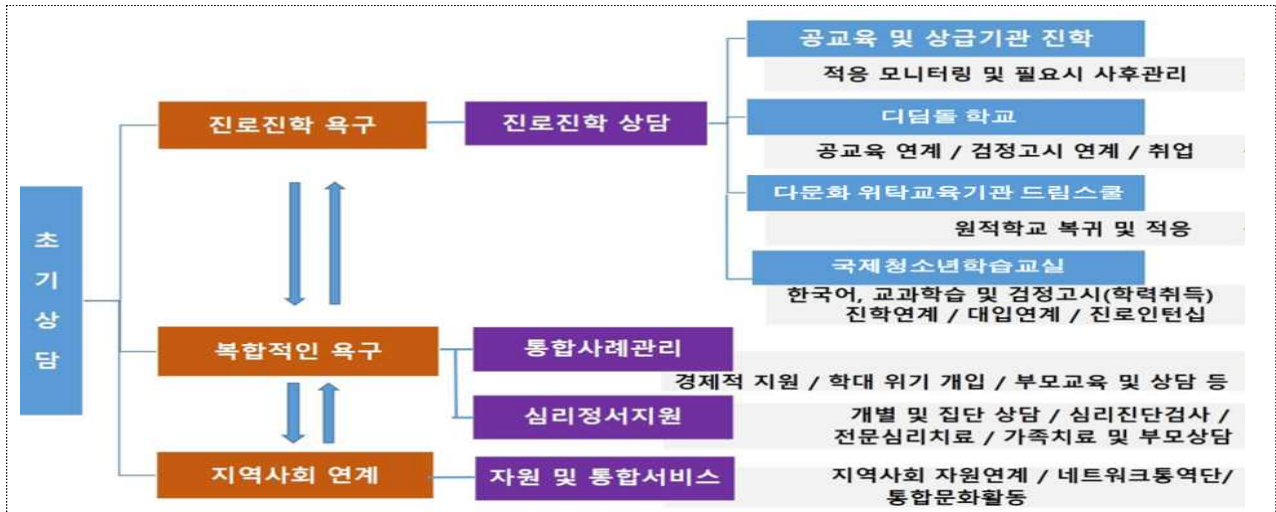 초기상담
진로진학 욕구
진로진학 상담
공교육 및 상급기관 진학
적응 모니터링 및 필요시 사후관리
디딤돌 학교
공교육 연계 / 검정고시 연계 / 취업
다문화 위탁교육기관 드림스쿨
원적학교 복귀 및 적응
국제청소년학습교실
한국어, 교과학습 및 검정고시(학력취득)
진학연계 / 대입연계 / 진로인턴십
복합적인 욕구
통합사례관리
경제적 지원 / 학대 위기 개입 / 부모교육 및 상담 등
심리정서지원
개별 및 집단 상담 / 심리진단검사 /
전문심리치료 / 가족치료 및 부모상담
지역사회 연계
자원 및 통합서비스
지역사회 자원연계 / 네트워크통역단/
통합문화활동